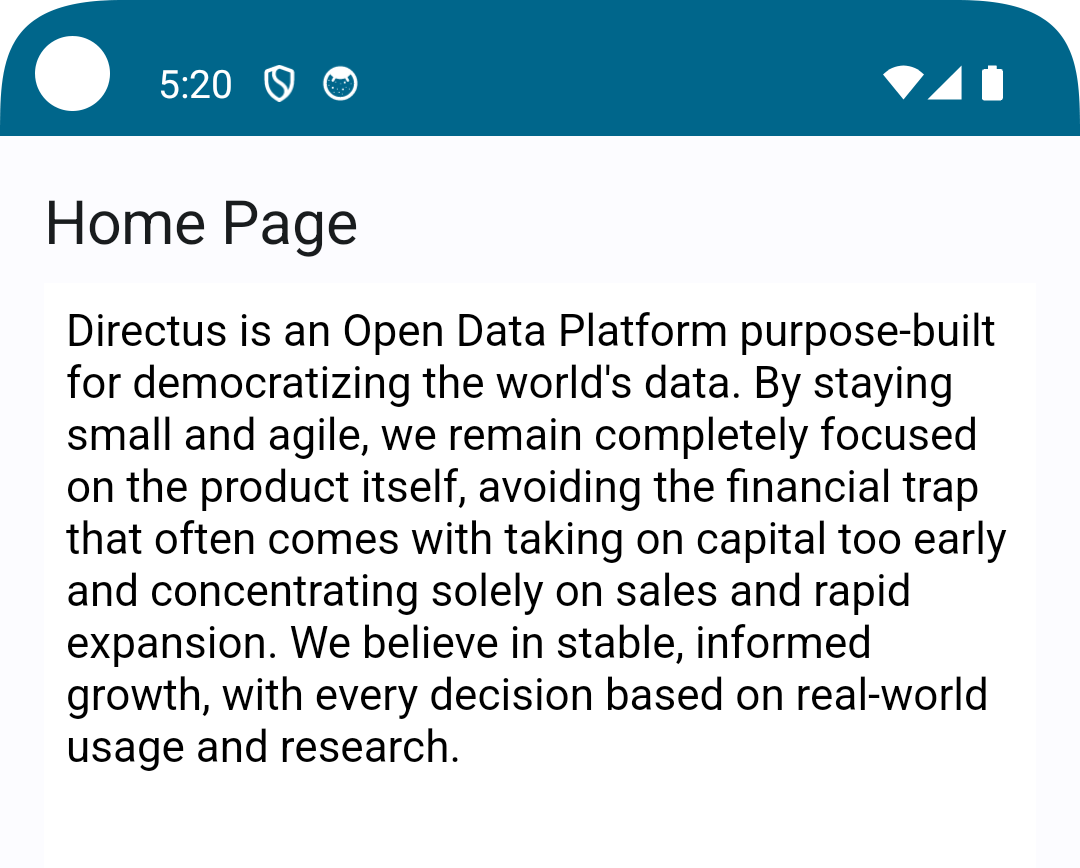 5:20
Home Page
Directus is an Open Data Platform purpose-built
for democratizing the world's data. By staying
small and agile, we remain completely focused
on the product itself, avoiding the financial trap
that often comes with taking on capital too early
and concentrating solely on sales and rapid
expansion. We believe in stable, informed
growth, with every decision based on real-world
usage and research.